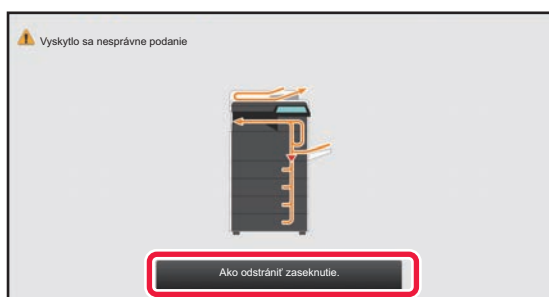 Vyskytlo sa nesprávne podanie
Ako odstrániť zaseknutie.